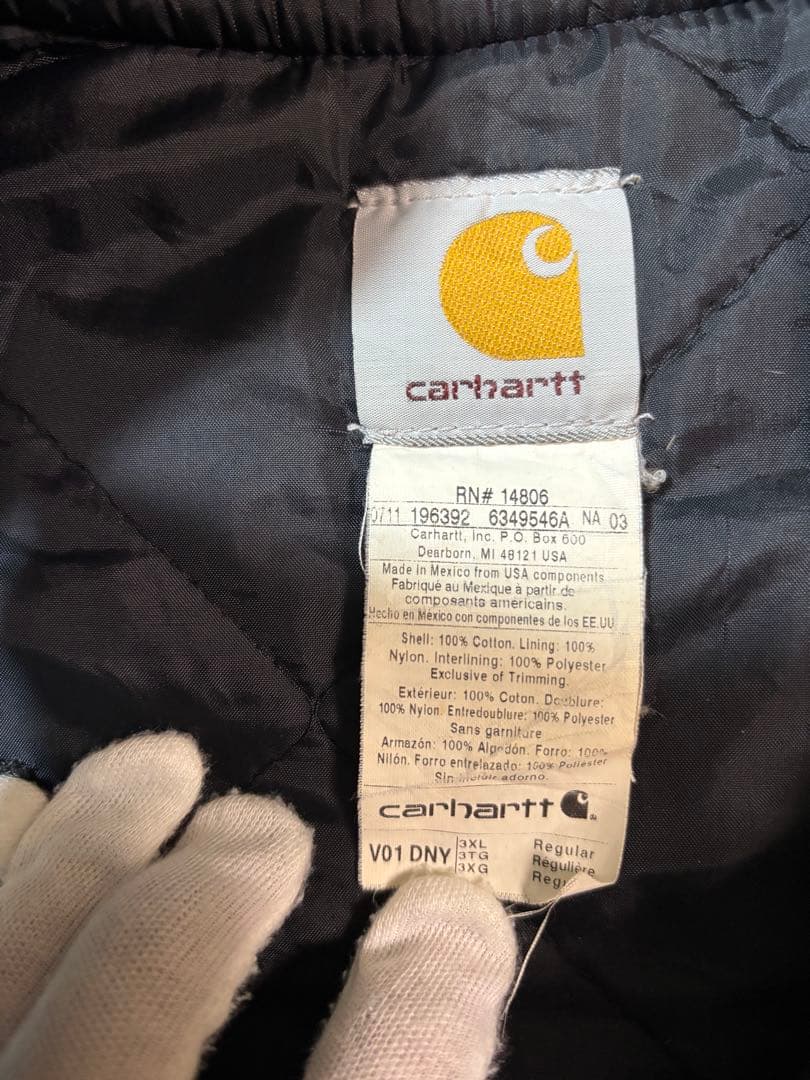 carhartt
RN# 14806
0711 196392 6349546A NA 03
Carhartt, Inc. P.O. Box 600
Dearborn, MI 48121 USA
Made in Mexico from USA components
Fabriqué au Mexique à partir de
composants américains.
Hecho en México con componentes de los EE.UU
Shell: 100% Cotton. Lining: 100%
Nylon. Interlining: 100% Polyester
Exclusive of Trimming.
Extérieur: 100% Coton. Doublure:
100% Nylon. Entredoublure: 100% Polyester
Sans garniture
Armazón: 100% Algodón. Forro: 100%
Nilón. Forro entrelazado: 100% Poliester
Sin incluir adorno.
carhartt
V01 DNY 3XL Regular
3TG Régulière
3XG